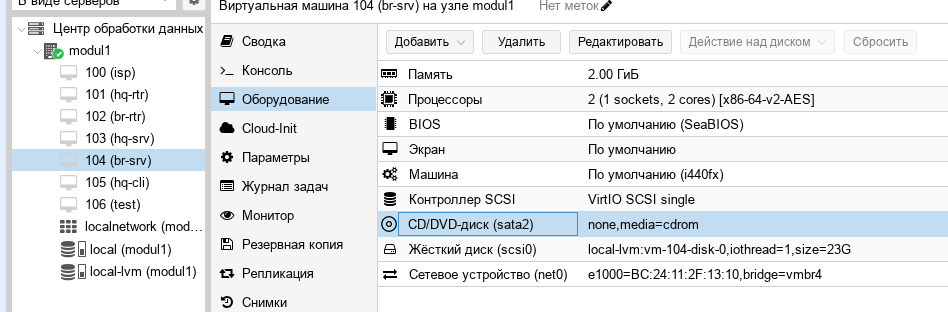 В виде серверов
Виртуальная машина 104 (br-srv) на узле modul1
Нет меток
Центр обработки данных
modul1
100 (isp)
101 (hq-rtr)
102 (br-rtr)
103 (hq-srv)
104 (br-srv)
105 (hq-cli)
106 (test)
localnetwork (mod...
local (modul1)
local-lvm (modul1)
Сводка
Консоль
Оборудование
Cloud-Init
Параметры
Журнал задач
Монитор
Резервная копия
Репликация
Снимки
Добавить Удалить Редактировать Действие над диском Сбросить
Память 2.00 ГиБ
Процессоры 2 (1 sockets, 2 cores) [x86-64-v2-AES]
BIOS По умолчанию (SeaBIOS)
Экран По умолчанию
Машина По умолчанию (i440fx)
Контроллер SCSI VirtIO SCSI single
CD/DVD-диск (sata2) none,media=cdrom
Жёсткий диск (scsi0) local-lvm:vm-104-disk-0,iothread=1,size=23G
Сетевое устройство (net0) e1000=BC:24:11:2F:13:10,bridge=vmbr4